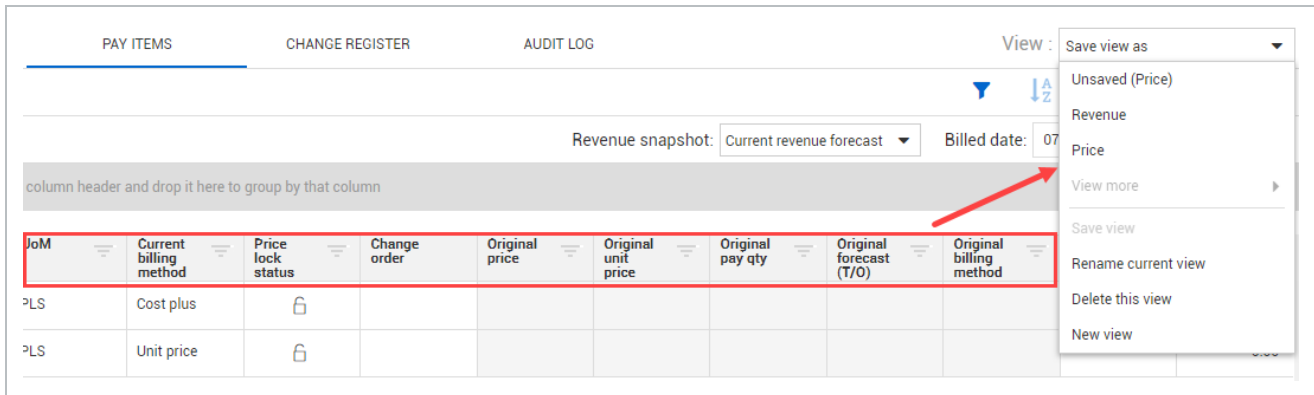 PAY ITEMS CHANGE REGISTER AUDIT LOG View : Save view as
Unsaved (Price)
A
Z
Revenue
Revenue snapshot: Current revenue forecast Billed date: 07
Price
View more
column header and drop it here to group by that column
Save view
Current billing method
Price lock status
Change order
Original price
Original unit price
Original pay qty
Original forecast (T/O)
Original billing method
Rename current view
Cost plus
Delete this view
Unit price
New view